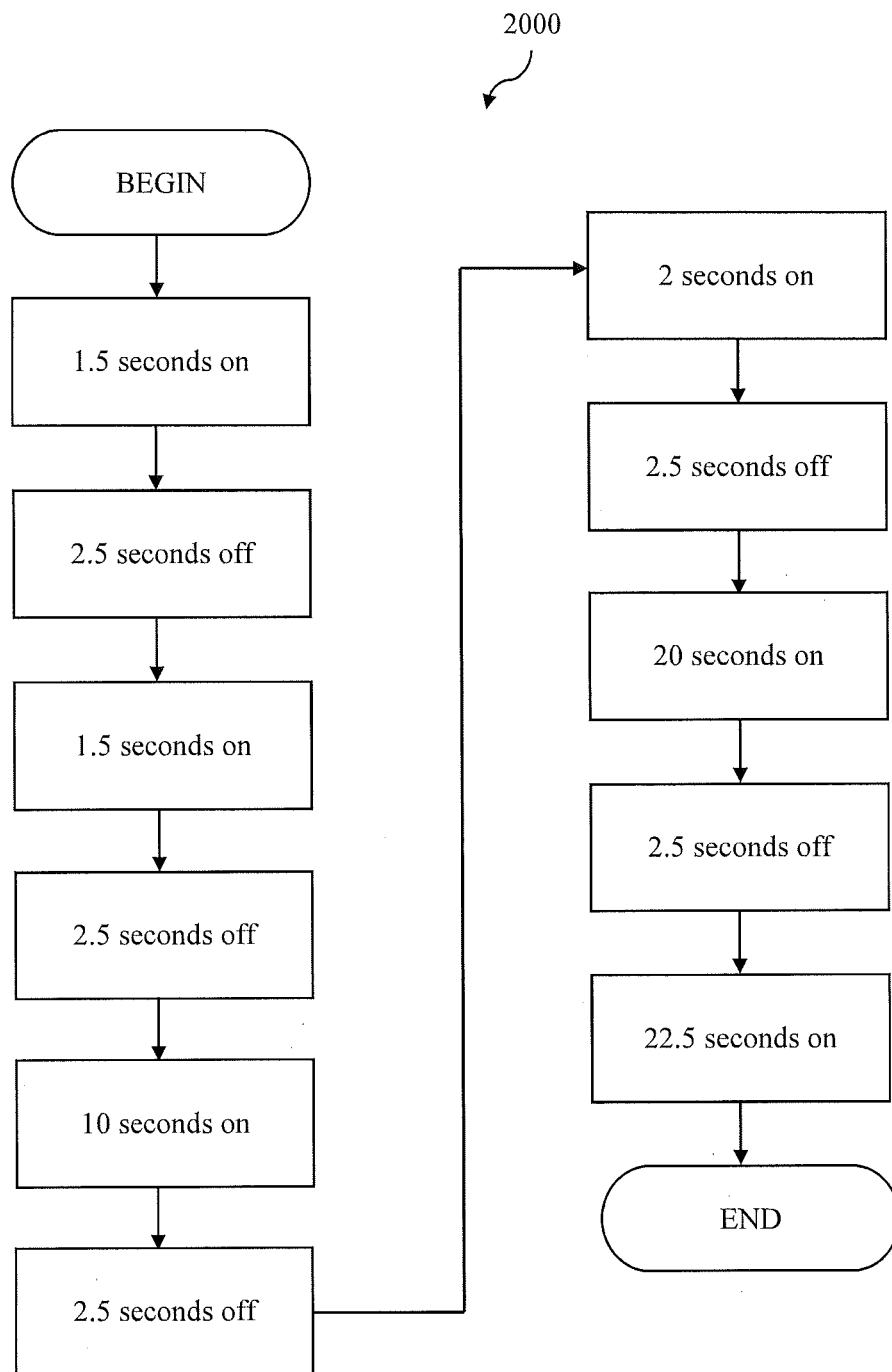 2000
BEGIN
1.5 seconds on
2.5 seconds off
1.5 seconds on
2.5 seconds off
10 seconds on
2.5 seconds off
2 seconds on
2.5 seconds off
20 seconds on
2.5 seconds off
22.5 seconds on
END